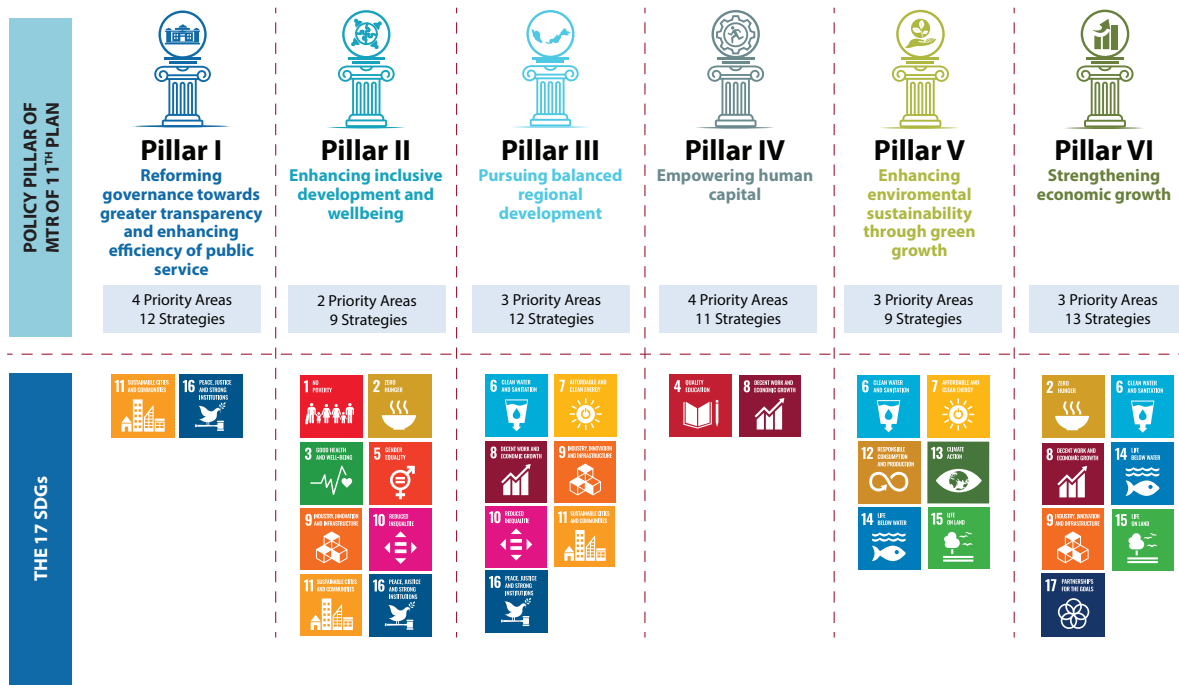 POLICY PILLAR OF
MTR OF 11TH PLAN
Pillar I
Reforming
governance towards
greater transparency
and enhancing
efficiency of public
service
4 Priority Areas
12 Strategies
Pillar II
Enhancing inclusive
development and
wellbeing
2 Priority Areas
9 Strategies
Pillar III
Pursuing balanced
regional
development
3 Priority Areas
12 Strategies
Pillar IV
Empowering human
capital
4 Priority Areas
11 Strategies
Pillar V
Enhancing
enviromental
sustainability
through green
growth
3 Priority Areas
9 Strategies
Pillar VI
Strengthening
economic growth
3 Priority Areas
13 Strategies
THE 17 SDGs
11 SUSTAINABLE CITIES
AND COMMUNITIES
16 PEACE, JUSTICE
AND STRONG
INSTITUTIONS
1 NO
POVERTY
2 ZERO
HUNGER
3 GOOD HEALTH
AND WELL-BEING
5 GENDER
EQUALITY
9 INDUSTRY, INNOVATION
AND INFRASTRUCTURE
10 REDUCED
INEQUALITIE
11 SUSTAINABLE CITIES
AND COMMUNITIES
16 PEACE, JUSTICE
AND STRONG
INSTITUTIONS
6 CLEAN WATER
AND SANITATION
7 AFFORDABLE AND
CLEAN ENERGY
8 DECENT WORK AND
ECONOMIC GROWTH
9 INDUSTRY, INNOVATION
AND INFRASTRUCTURE
10 REDUCED
INEQUALITIE
11 SUSTAINABLE CITIES
AND COMMUNITIES
16 PEACE, JUSTICE
AND STRONG
INSTITUTIONS
4 QUALITY
EDUCATION
8 DECENT WORK AND
ECONOMIC GROWTH
6 CLEAN WATER
AND SANITATION
7 AFFORDABLE AND
CLEAN ENERGY
12 RESPONSIBLE
CONSUMPTION
AND PRODUCTION
13 CLIMATE
ACTION
14 LIFE
BELOW WATER
15 LIFE
ON LAND
2 ZERO
HUNGER
6 CLEAN WATER
AND SANITATION
8 DECENT WORK AND
ECONOMIC GROWTH
14 LIFE
BELOW WATER
9 INDUSTRY, INNOVATION
AND INFRASTRUCTURE
15 LIFE
ON LAND
17 PARTNERSHIPS
FOR THE GOALS